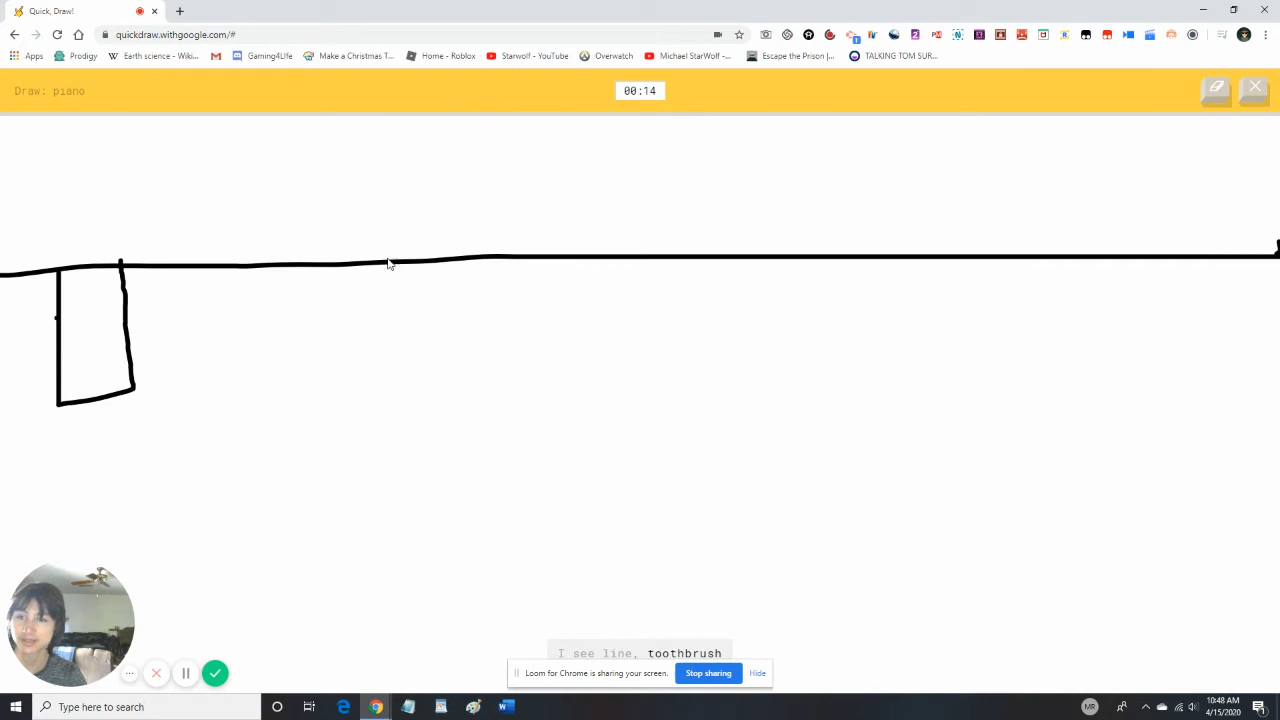 Quick, Draw!
quickdraw.withgoogle.com/#
Apps Prodigy Earth science - Wiki... Gaming4Life Make a Christmas T... Home - Roblox Starwolf - YouTube Overwatch Michael StarWolf -... Escape the Prison |... TALKING TOM SUR...
Draw: piano
00:14
I see line, toothbrush
Loom for Chrome is sharing your screen. Stop sharing Hide
Type here to search
MR
10:48 AM
4/15/2020